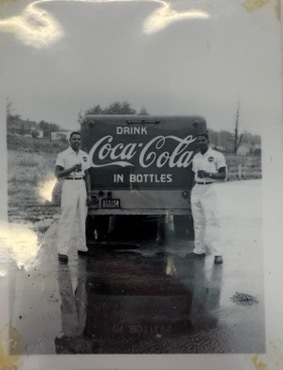 DRINK
Coca-Cola
IN BOTTLES